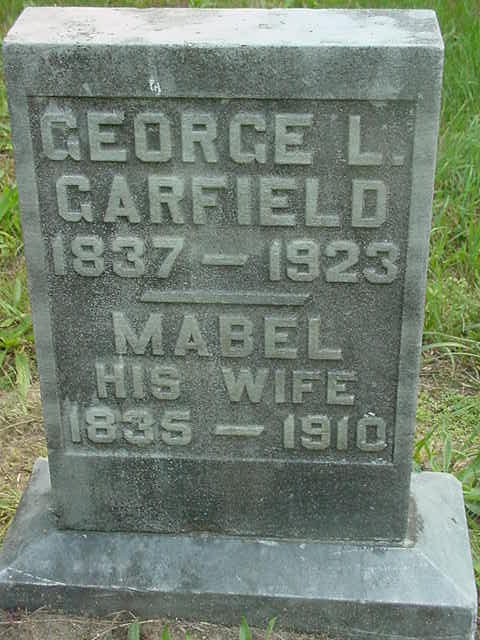 GEORGE L.
GARFIELD
1837 — 1923
MABEL
HIS WIFE
1835 — 1910